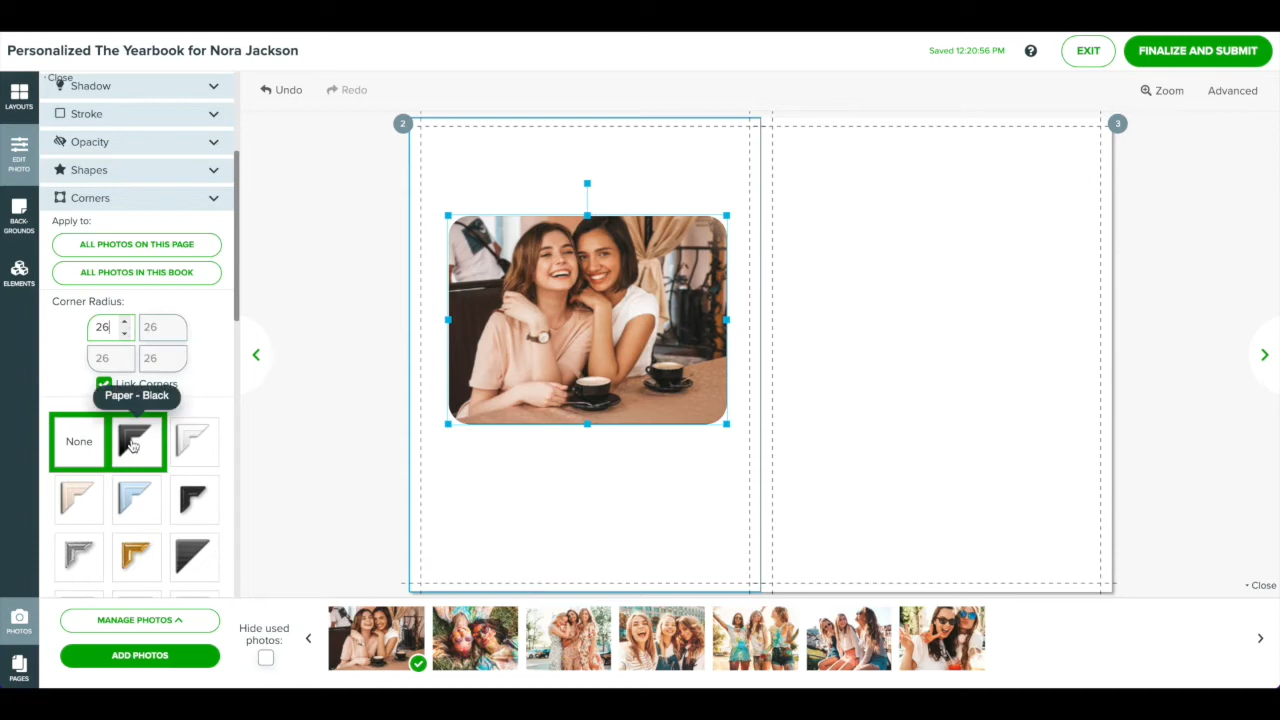 Personalized The Yearbook for Nora Jackson
Saved 12:20:56 PM
?
EXIT
FINALIZE AND SUBMIT
LAYOUTS
EDIT
PHOTO
BACK-
GROUNDS
ELEMENTS
PHOTOS
PAGES
- Close
Shadow
Stroke
Opacity
Shapes
Corners
Apply to:
ALL PHOTOS ON THIS PAGE
ALL PHOTOS IN THIS BOOK
Corner Radius:
26 26
26 26
Link Corners
Paper - Black
None
Undo
Redo
Zoom
Advanced
2
3
- Close
MANAGE PHOTOS
ADD PHOTOS
Hide used
photos: